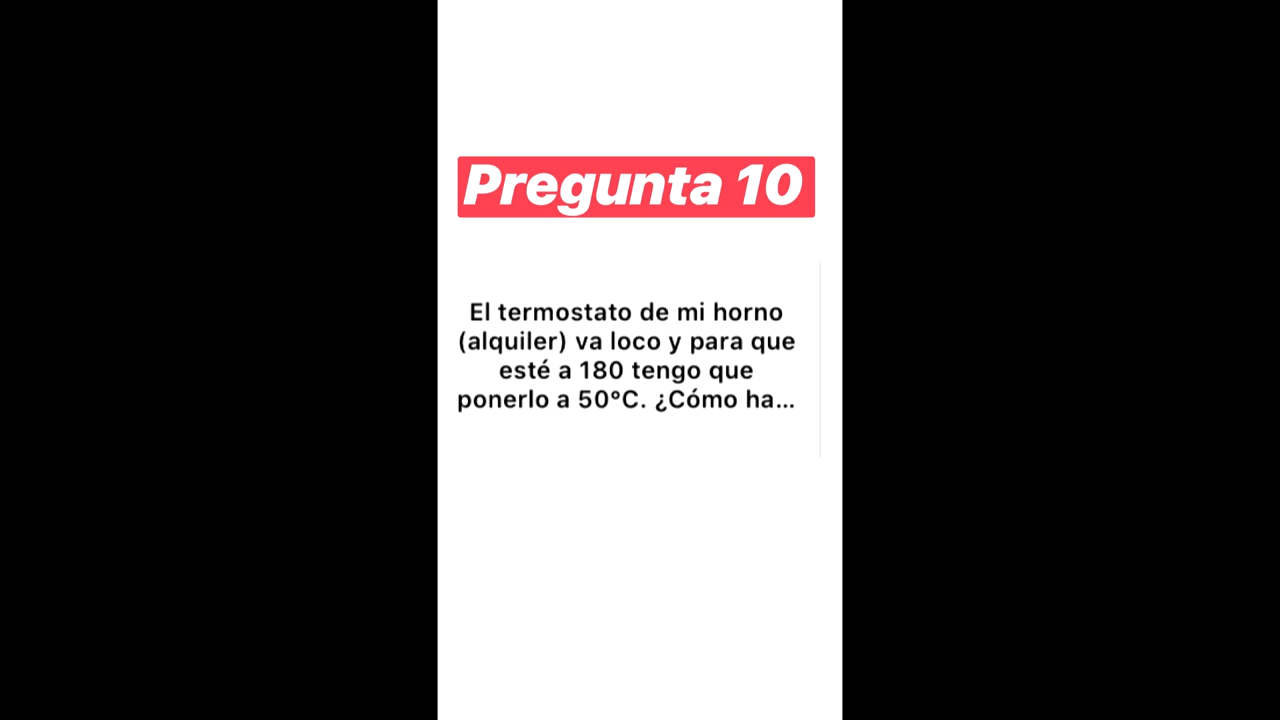 Pregunta 10
El termostato de mi horno
(alquiler) va loco y para que
esté a 180 tengo que
ponerlo a 50°C. ¿Cómo ha...